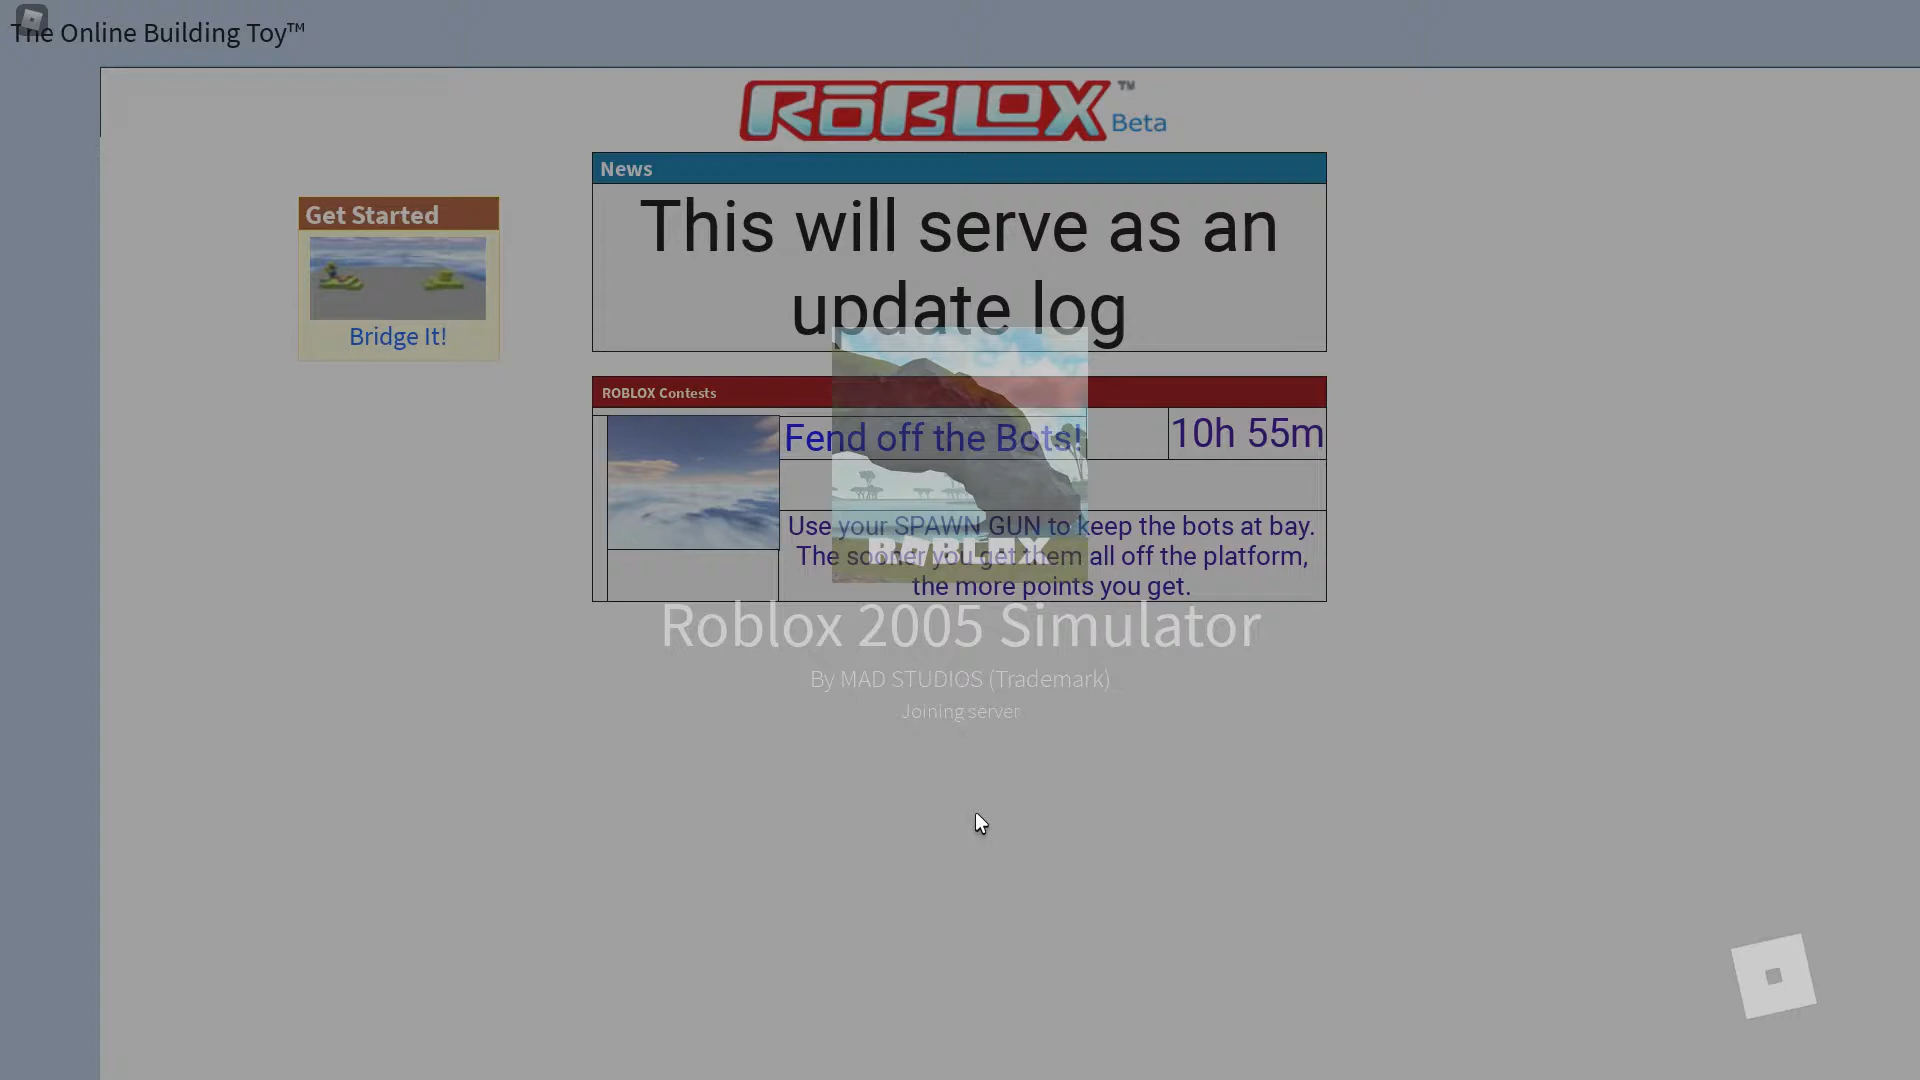 The Online Building Toy™
ROBLOX™
Beta
News
This will serve as an
update log
Get Started
Bridge It!
ROBLOX Contests
Fend off the Bots!
10h 55m
Use your SPAWN GUN to keep the bots at bay.
The sooner you get them all off the platform,
the more points you get.
ROBLOX
Roblox 2005 Simulator
By MAD STUDIOS (Trademark)
Joining server